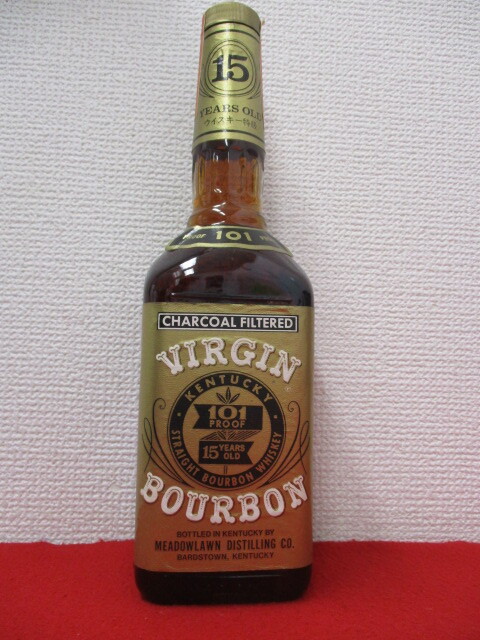 15
YEARS OLD
ウイスキー特級
101
CHARCOAL FILTERED
VIRGIN
KENTUCKY
101
PROOF
15 YEARS
OLD
STRAIGHT BOURBON WHISKEY
BOURBON
BOTTLED IN KENTUCKY BY
MEADOWLAWN DISTILLING CO.
BARDSTOWN, KENTUCKY